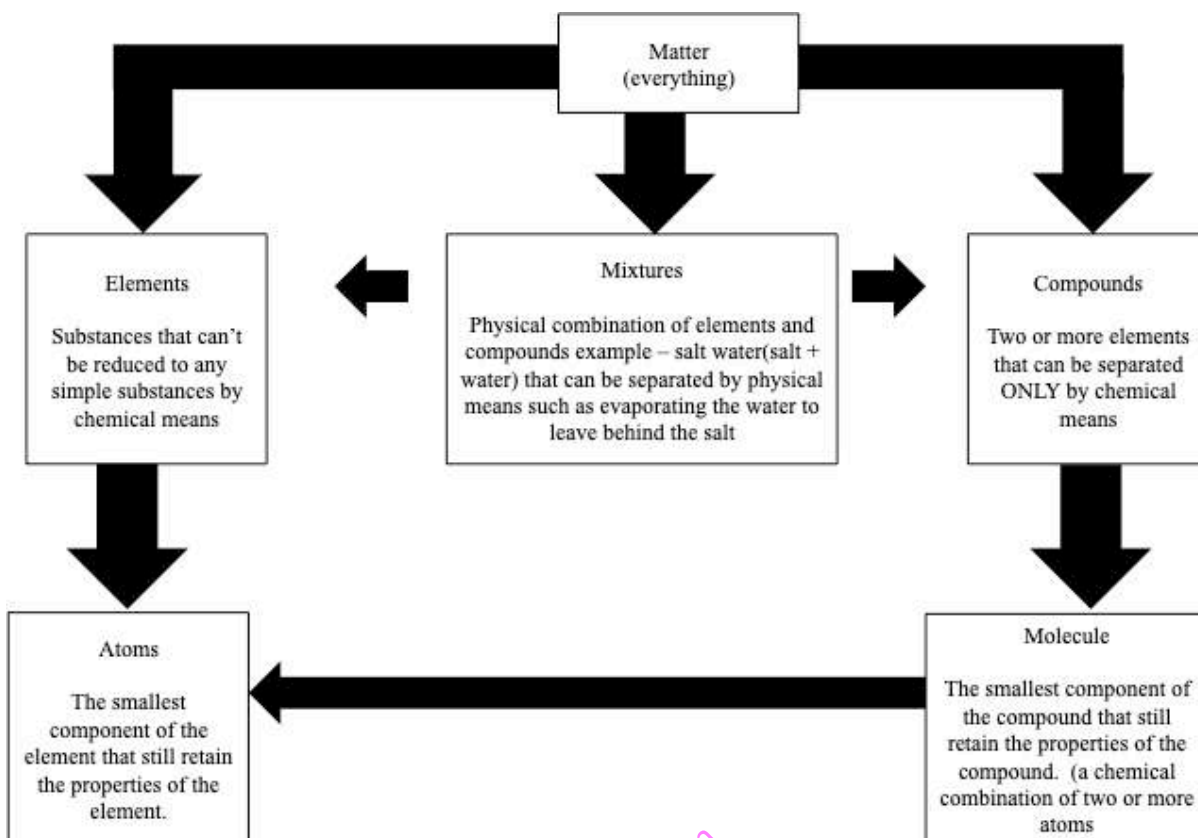 Matter
(everything)
Elements
Substances that can’t
be reduced to any
simple substances by
chemical means
Mixtures
Physical combination of elements and
compounds example – salt water(salt +
water) that can be separated by physical
means such as evaporating the water to
leave behind the salt
Compounds
Two or more elements
that can be separated
ONLY by chemical
means
Atoms
The smallest
component of the
element that still retain
the properties of the
element.
Molecule
The smallest component of
the compound that still
retain the properties of the
compound.  (a chemical
combination of two or more
atoms